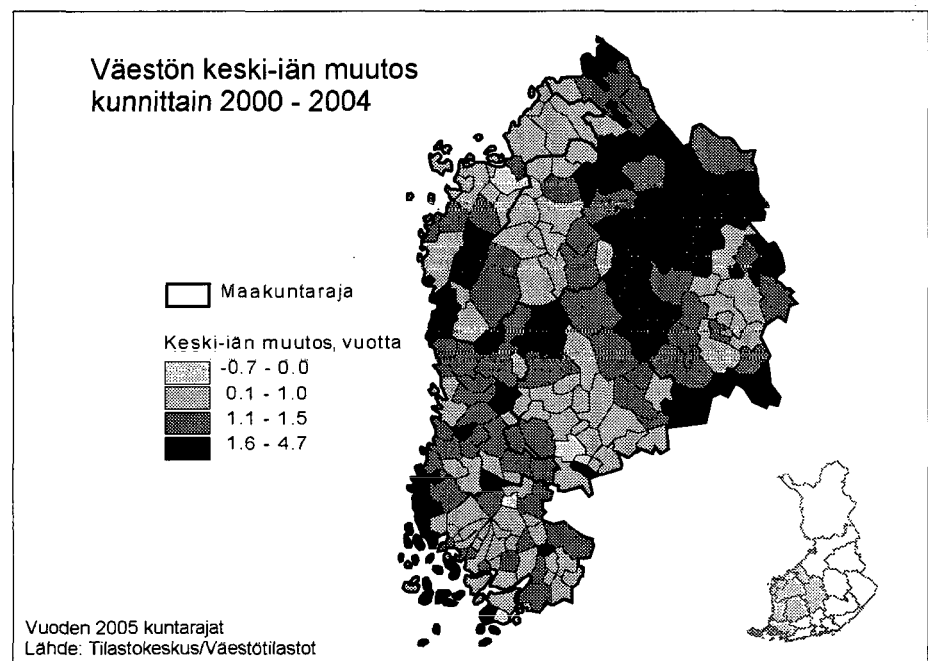 Väestön keski-iän muutos
kunnittain 2000 - 2004
Maakuntaraja
Keski-iän muutos, vuotta
-0.7 - 0.0
0.1 - 1.0
1.1 - 1.5
1.6 - 4.7
Vuoden 2005 kuntarajat
Lähde: Tilastokeskus/Väestötilastot